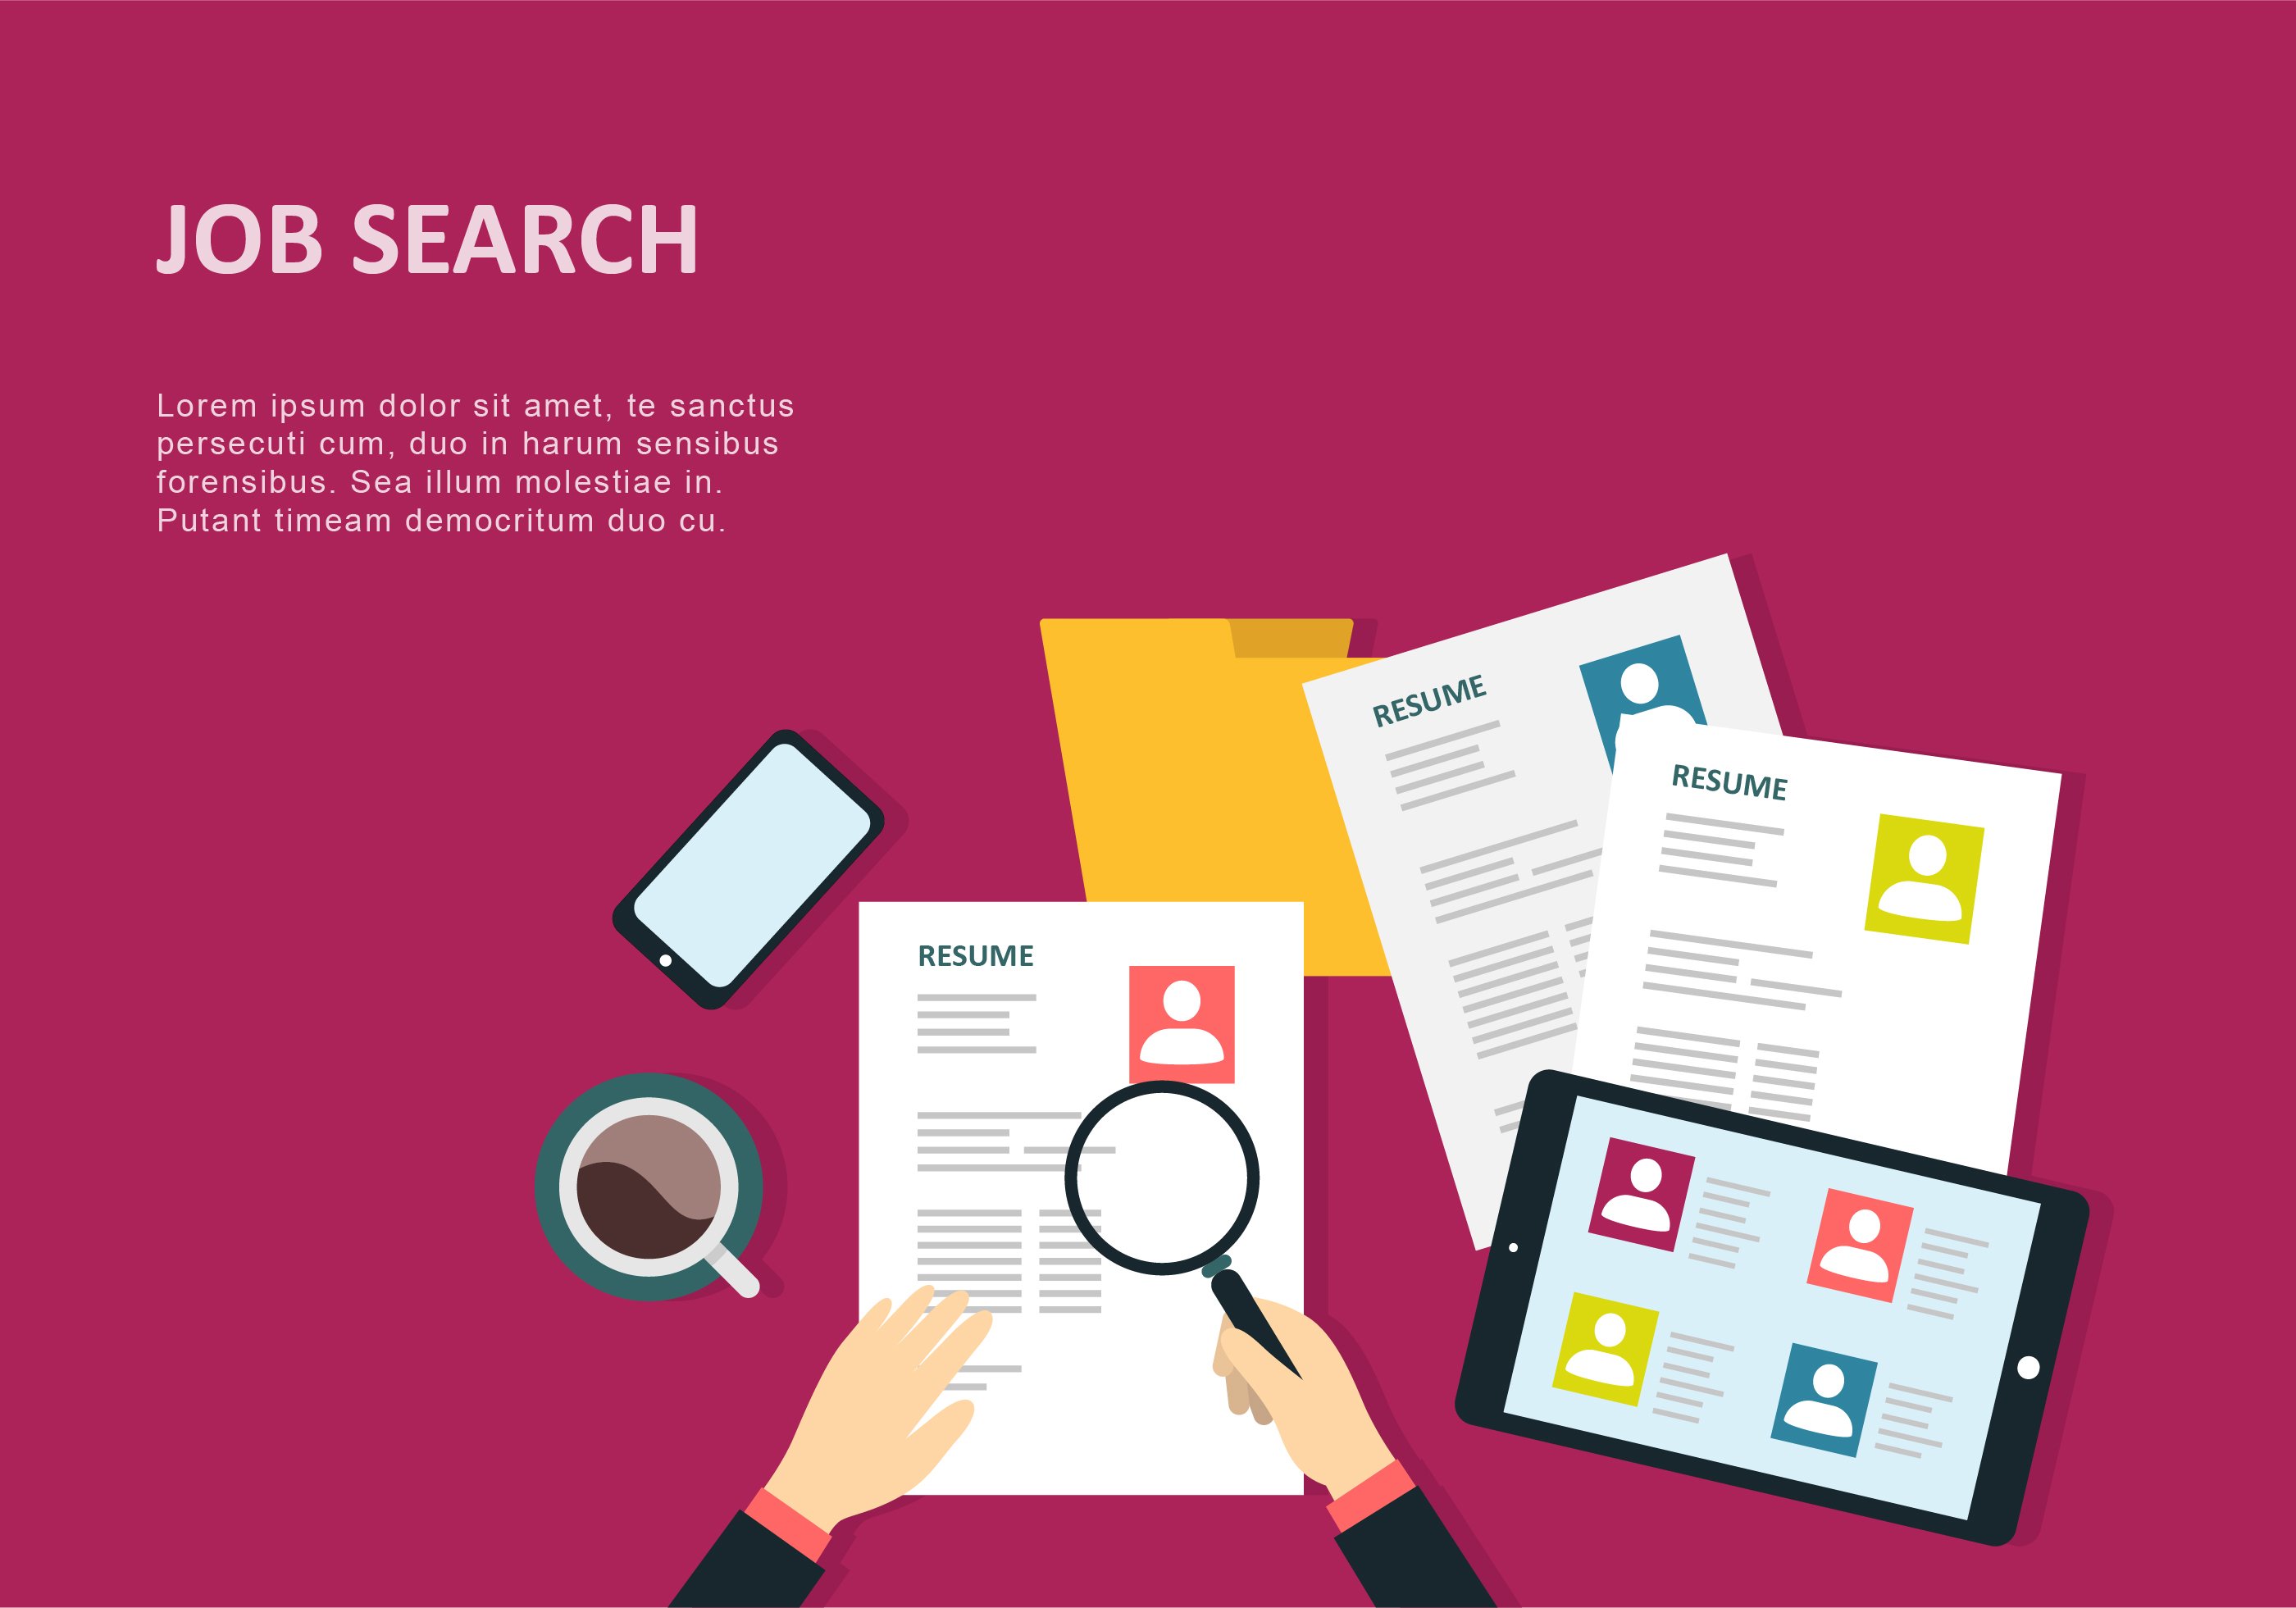 JOB SEARCH
Lorem ipsum dolor sit amet, te sanctus
persecuti cum, duo in harum sensibus
forensibus. Sea illum molestiae in.
Putant timeam democritum duo cu.
RESUME
RESUME
RESUME